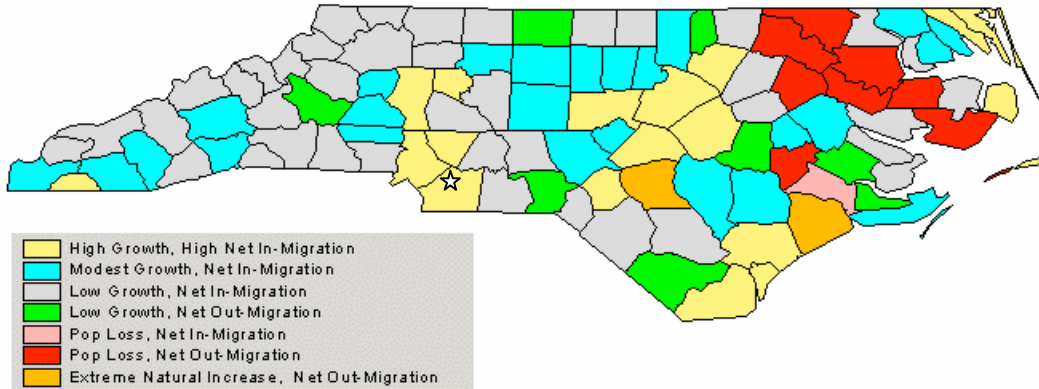 High Growth, High Net In-Migration
Modest Growth, Net In-Migration
Low Growth, Net In-Migration
Low Growth, Net Out-Migration
Pop Loss, Net In-Migration
Pop Loss, Net Out-Migration
Extreme Natural Increase, Net Out-Migration